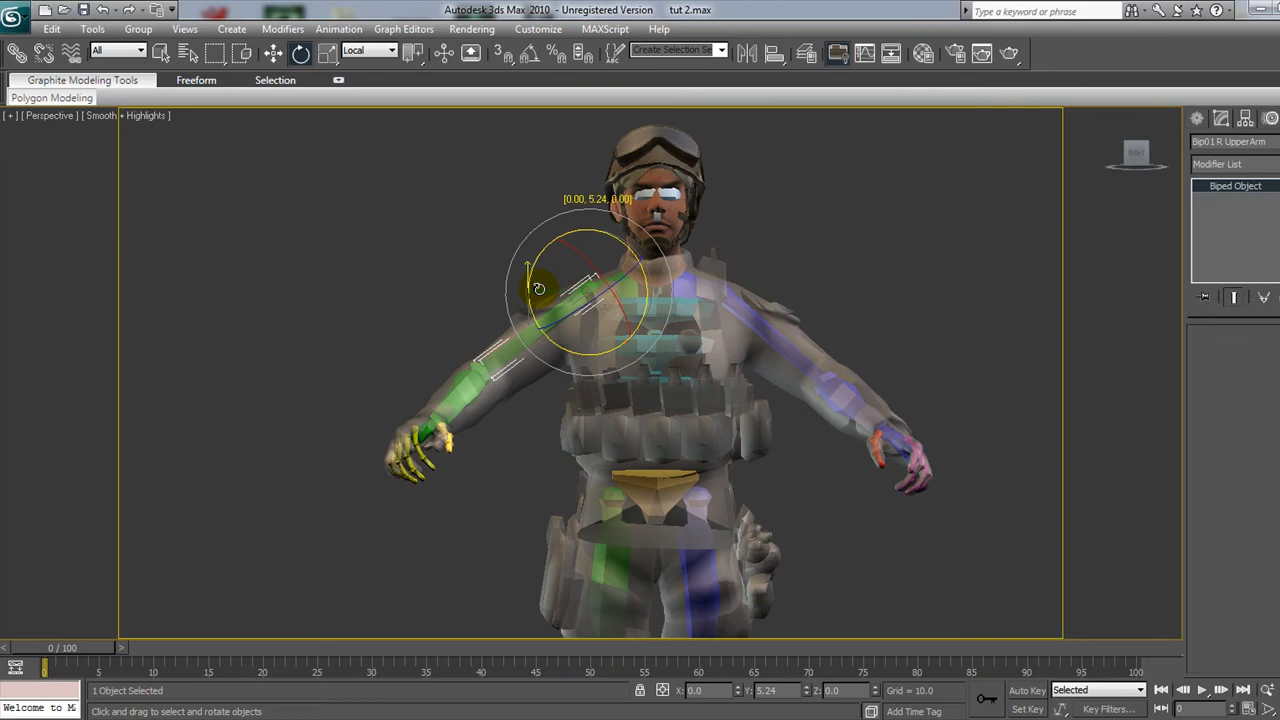 Autodesk 3ds Max 2010 - Unregistered Version tut 2.max
Type a keyword or phrase
Edit Tools Group Views Create Modifiers Animation Graph Editors Rendering Customize MAXScript Help
All Local Create Selection Se
Graphite Modeling Tools Freeform Selection
Polygon Modeling
[ + ] [ Perspective ] [ Smooth + Highlights ]
RIGHT
Bip01 R UpperArm
Modifier List
Biped Object
[0.00, 5.24, 0.00]
0 / 100
0 5 10 15 20 25 30 35 40 45 50 55 60 65 70 75 80 85 90 95 100
1 Object Selected X: 0.0 Y: 5.24 Z: 0.0 Grid = 10.0 Auto Key Selected
Welcome to M
Click and drag to select and rotate objects Add Time Tag Set Key Key Filters... 0